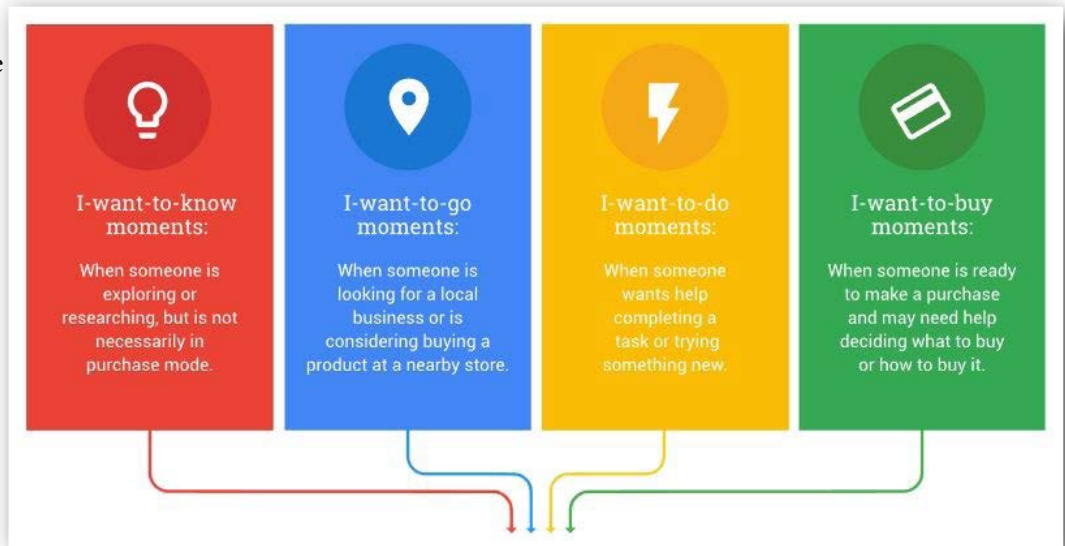 e
I-want-to-know
moments:
When someone is
exploring or
researching, but is not
necessarily in
purchase mode.
I-want-to-go
moments:
When someone is
looking for a local
business or is
considering buying a
product at a nearby store.
I-want-to-do
moments:
When someone
wants help
completing a
task or trying
something new.
I-want-to-buy
moments:
When someone is ready
to make a purchase
and may need help
deciding what to buy
or how to buy it.